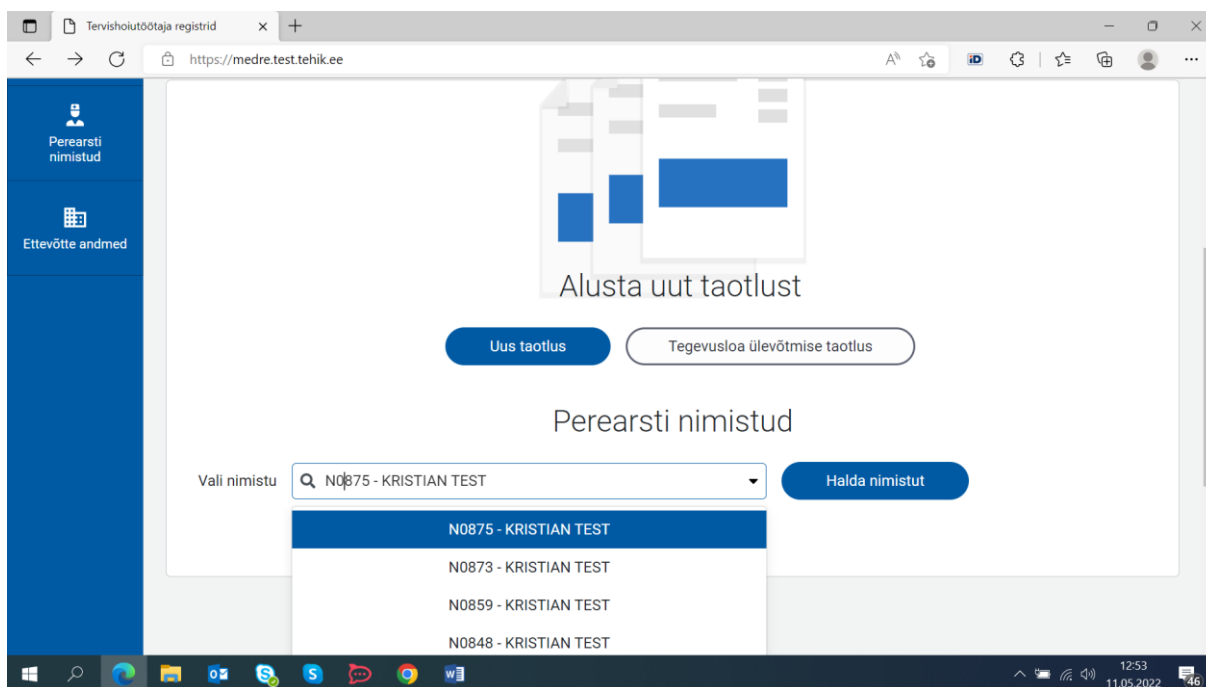 Tervishoiutöötaja registrid
https://medre.test.tehik.ee
iD
Perearsti
nimistud
Ettevõtte andmed
Alusta uut taotlust
Uus taotlus
Tegevusloa ülevõtmise taotlus
Perearsti nimistud
Vali nimistu
N0875 - KRISTIAN TEST
Halda nimistut
N0875 - KRISTIAN TEST
N0873 - KRISTIAN TEST
N0859 - KRISTIAN TEST
N0848 - KRISTIAN TEST
12:53
11.05.2022
46